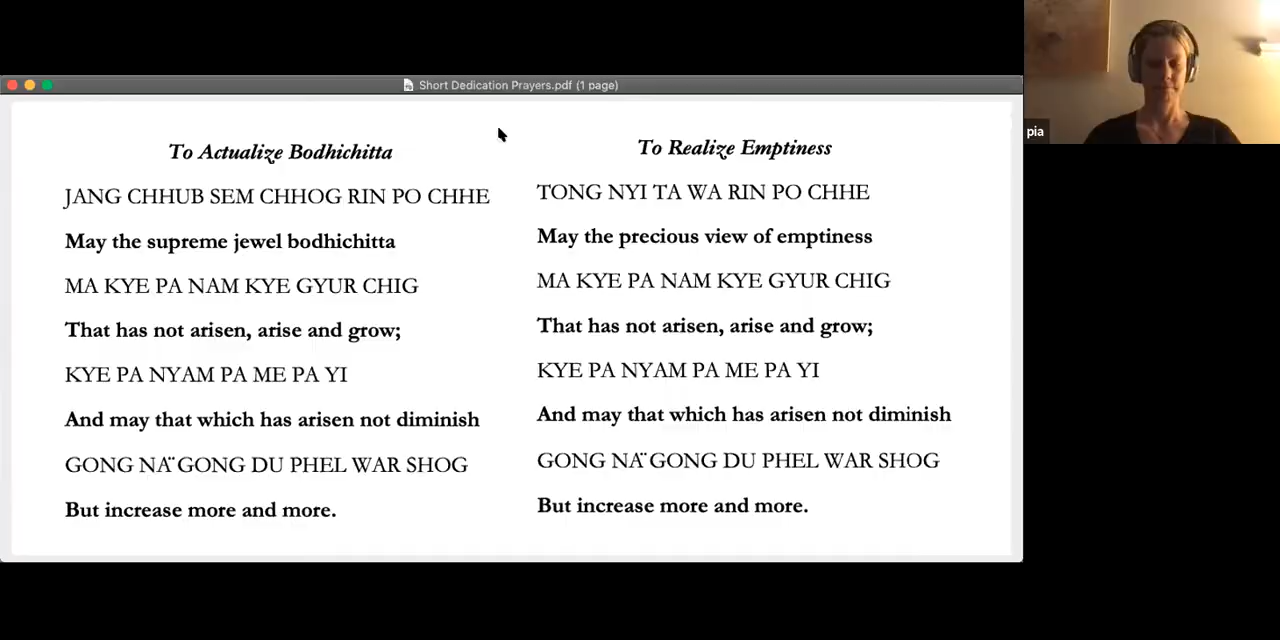 Short Dedication Prayers.pdf (1 page)
pia
To Actualize Bodhichitta
JANG CHHUB SEM CHHOG RIN PO CHHE
May the supreme jewel bodhichitta
MA KYE PA NAM KYE GYUR CHIG
That has not arisen, arise and grow;
KYE PA NYAM PA ME PA YI
And may that which has arisen not diminish
GONG NA¨ GONG DU PHEL WAR SHOG
But increase more and more.
To Realize Emptiness
TONG NYI TA WA RIN PO CHHE
May the precious view of emptiness
MA KYE PA NAM KYE GYUR CHIG
That has not arisen, arise and grow;
KYE PA NYAM PA ME PA YI
And may that which has arisen not diminish
GONG NA¨ GONG DU PHEL WAR SHOG
But increase more and more.